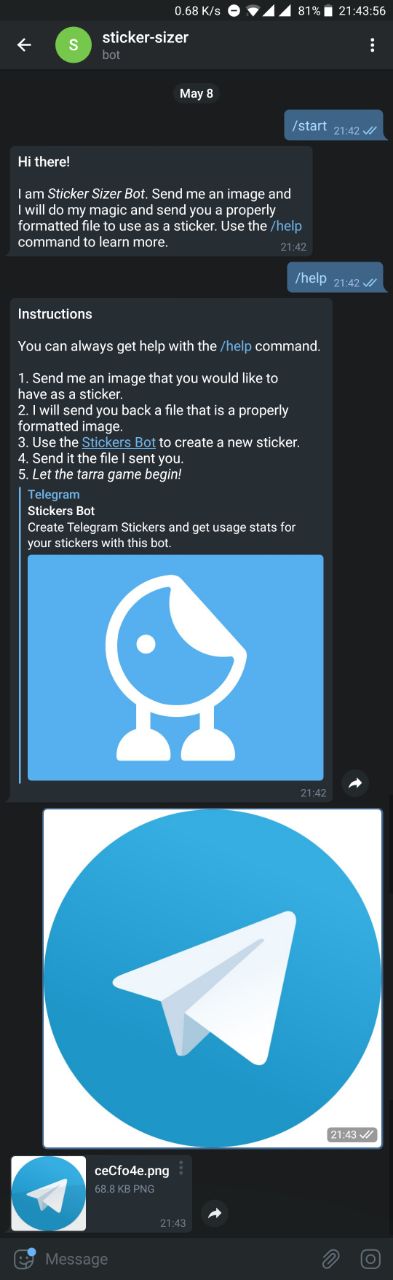 0.68 K/s 81% 21:43:56
S
sticker-sizer
bot
May 8
/start 21:42
Hi there!
I am Sticker Sizer Bot. Send me an image and
I will do my magic and send you a properly
formatted file to use as a sticker. Use the /help
command to learn more.
21:42
/help 21:42
Instructions
You can always get help with the /help command.
1. Send me an image that you would like to
have as a sticker.
2. I will send you back a file that is a properly
formatted image.
3. Use the Stickers Bot to create a new sticker.
4. Send it the file I sent you.
5. Let the tarra game begin!
Telegram
Stickers Bot
Create Telegram Stickers and get usage stats for
your stickers with this bot.
21:42
21:43
ceCfo4e.png
68.8 KB PNG
21:43
Message